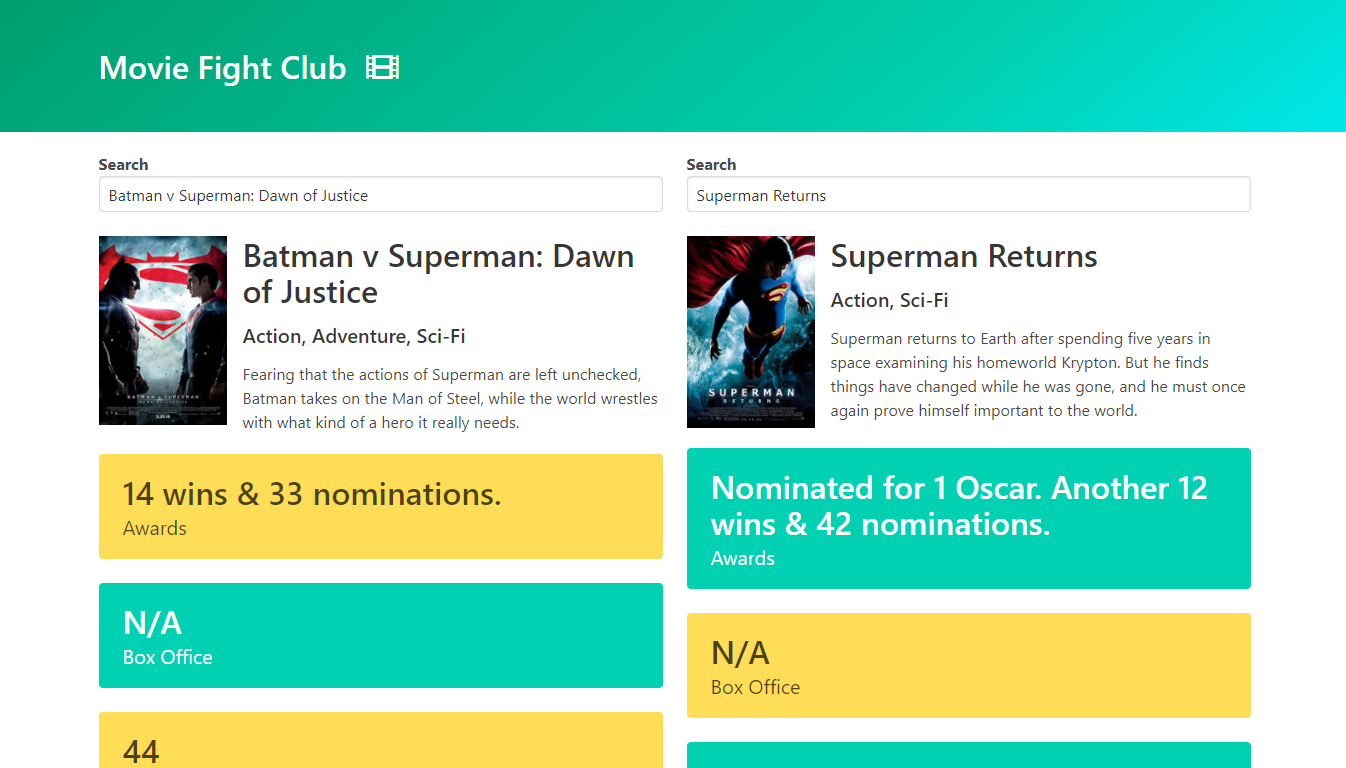 Movie Fight Club
Search
Batman v Superman: Dawn of Justice
Batman v Superman: Dawn
of Justice
Action, Adventure, Sci-Fi
Fearing that the actions of Superman are left unchecked,
Batman takes on the Man of Steel, while the world wrestles
with what kind of a hero it really needs.
14 wins & 33 nominations.
Awards
N/A
Box Office
44
Search
Superman Returns
SUPERMAN
RETURNS
Superman Returns
Action, Sci-Fi
Superman returns to Earth after spending five years in
space examining his homeworld Krypton. But he finds
things have changed while he was gone, and he must once
again prove himself important to the world.
Nominated for 1 Oscar. Another 12
wins & 42 nominations.
Awards
N/A
Box Office